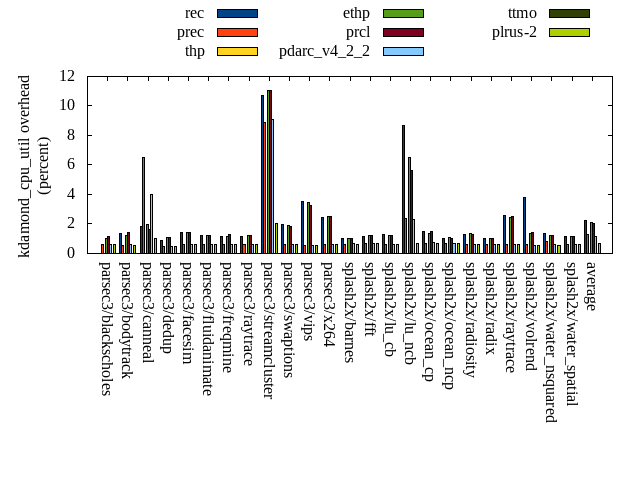 rec
prec
thp
ethp
prcl
pdarc_v4_2_2
ttmo
plrus-2
kdamond_cpu_util overhead
(percent)
12
10
8
6
4
2
0
parsec3/blackscholes
parsec3/bodytrack
parsec3/canneal
parsec3/dedup
parsec3/facesim
parsec3/fluidanimate
parsec3/freqmine
parsec3/raytrace
parsec3/streamcluster
parsec3/swaptions
parsec3/vips
parsec3/x264
splash2x/barnes
splash2x/fft
splash2x/lu_cb
splash2x/lu_ncb
splash2x/ocean_cp
splash2x/ocean_ncp
splash2x/radiosity
splash2x/radix
splash2x/raytrace
splash2x/volrend
splash2x/water_nsquared
splash2x/water_spatial
average